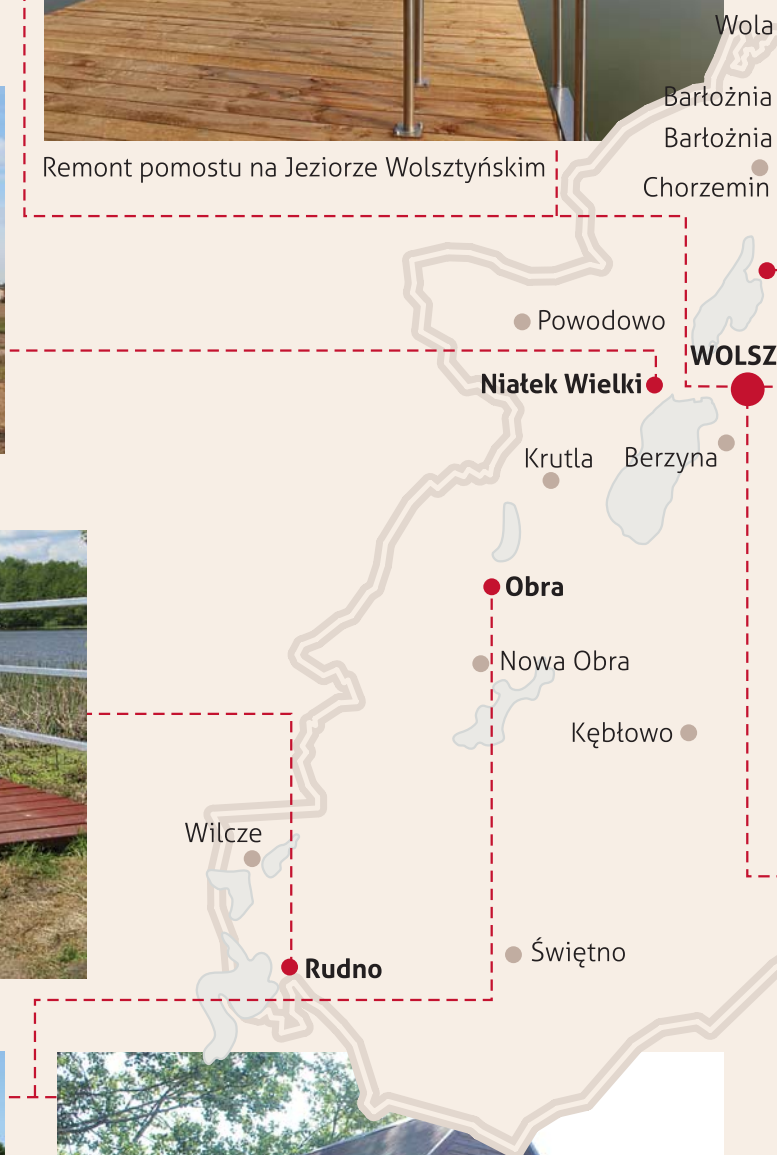 Wola
Barłożnia
Barłożnia
Remont pomostu na Jeziorze Wolsztyńskim
Chorzemin
Powodowo
WOLSZ
Niałek Wielki
Krutla
Berzyna
Obra
Nowa Obra
Kębłowo
Wilcze
Świętno
Rudno